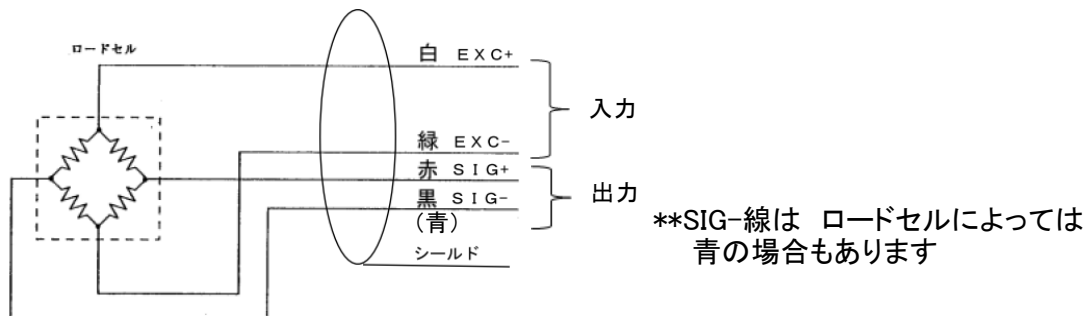 ロードセル
白 EXC+
入力
緑 EXC-
赤 SIG+
出力
黒 SIG-
(青)
**SIG-線は ロードセルによっては
青の場合もあります
シールド